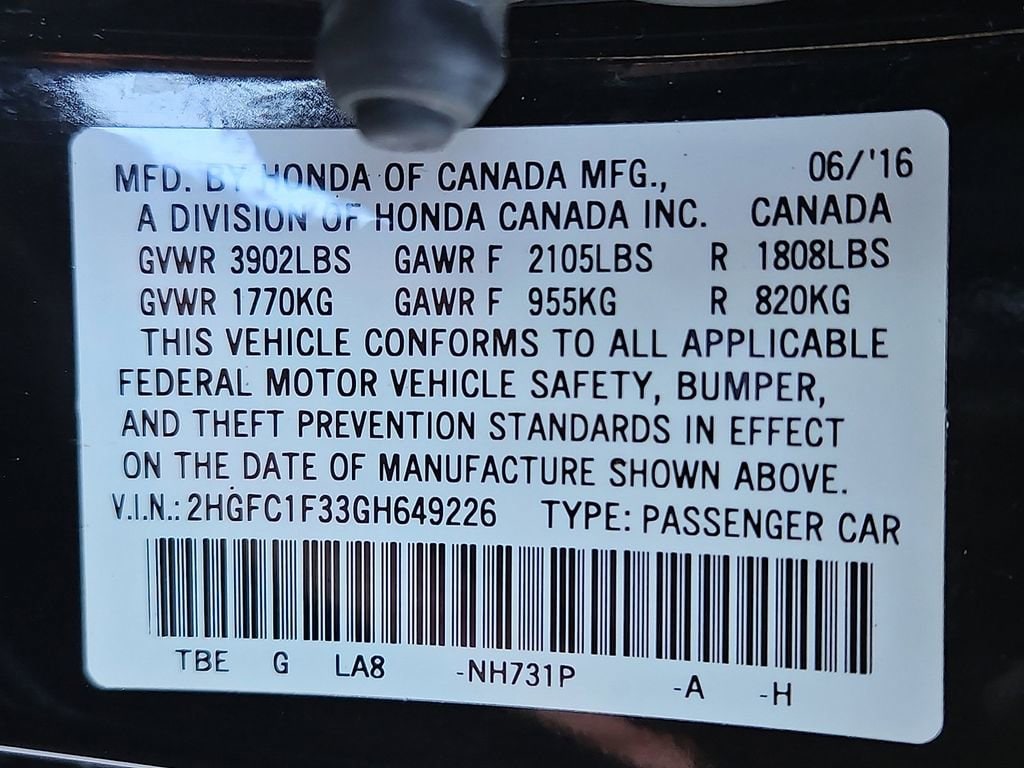 MFD. BY HONDA OF CANADA MFG., 06/'16
A DIVISION OF HONDA CANADA INC. CANADA
GVWR 3902LBS GAWR F 2105LBS R 1808LBS
GVWR 1770KG GAWR F 955KG R 820KG
THIS VEHICLE CONFORMS TO ALL APPLICABLE
FEDERAL MOTOR VEHICLE SAFETY, BUMPER,
AND THEFT PREVENTION STANDARDS IN EFFECT
ON THE DATE OF MANUFACTURE SHOWN ABOVE.
V.I.N.: 2HGFC1F33GH649226 TYPE: PASSENGER CAR
TBE G LA8 -NH731P -A -H